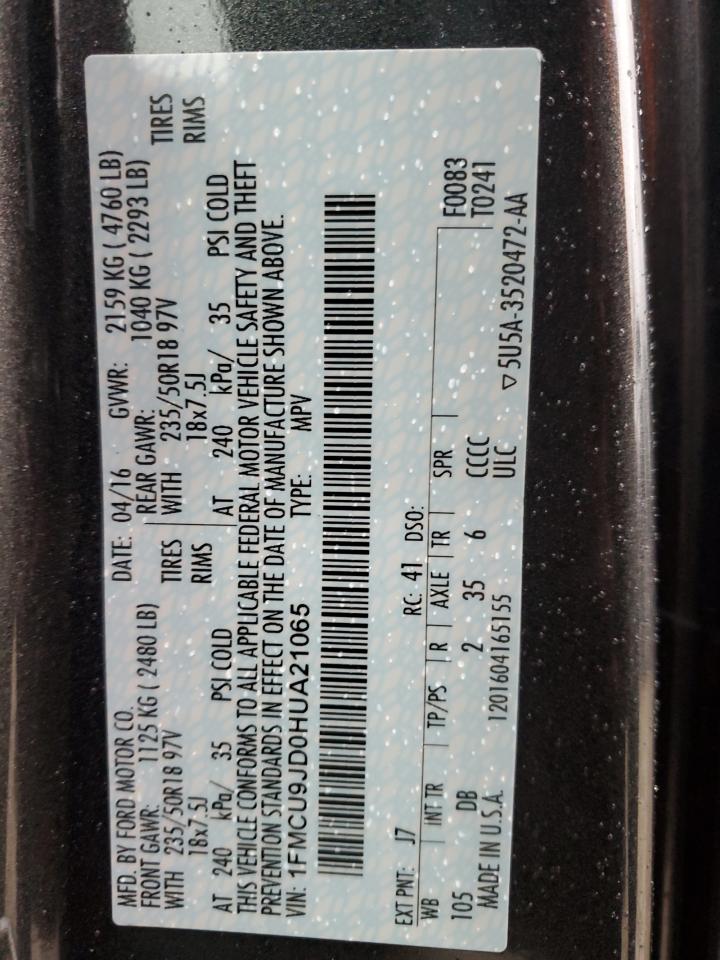 MFD. BY FORD MOTOR CO. DATE: 04/16 GVWR: 2159 KG ( 4760 LB)
FRONT GAWR: 1125 KG ( 2480 LB) REAR GAWR: 1040 KG ( 2293 LB)
WITH 235/50R18 97V TIRES WITH 235/50R18 97V TIRES
18x7.5J RIMS 18x7.5J RIMS
AT 240 kPa/ 35 PSI COLD AT 240 kPa/ 35 PSI COLD
THIS VEHICLE CONFORMS TO ALL APPLICABLE FEDERAL MOTOR VEHICLE SAFETY AND THEFT
PREVENTION STANDARDS IN EFFECT ON THE DATE OF MANUFACTURE SHOWN ABOVE.
VIN: 1FMCU9JD0HUA21065 TYPE: MPV
EXT PNT: J7 RC: 41 DSO:
WB INT TR TP/PS R AXLE TR SPR F0083
105 DB 2 35 6 CCCC T0241
MADE IN U.S.A. 1201604165155 ULC ▽5U5A-3520472-AA